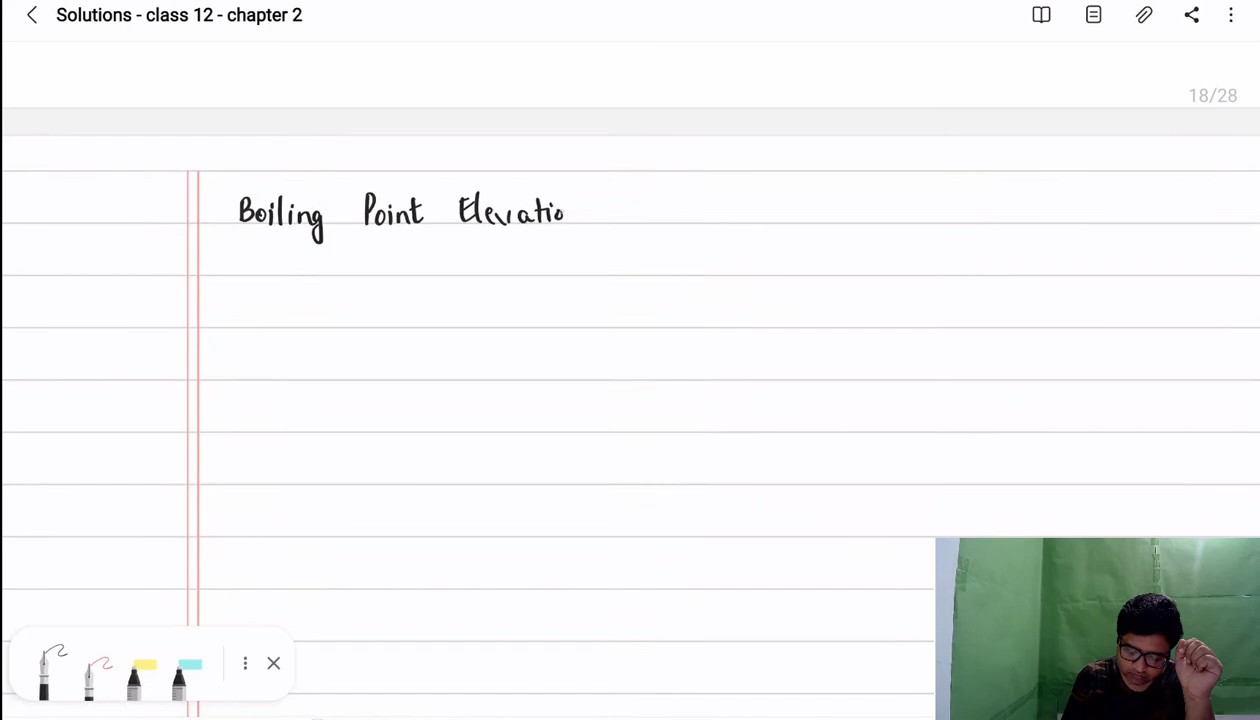 Solutions - class 12 - chapter 2
18/28
Boiling Point Elevatio